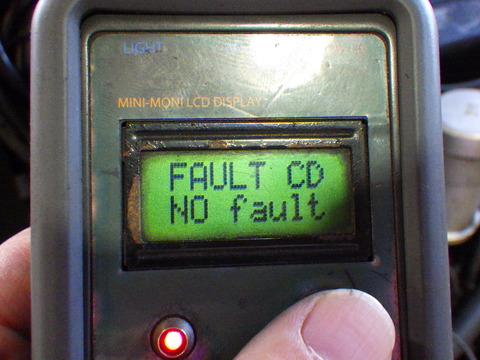 LIGHT
MINI-MONI LCD DISPLAY
FAULT CD
NO fault